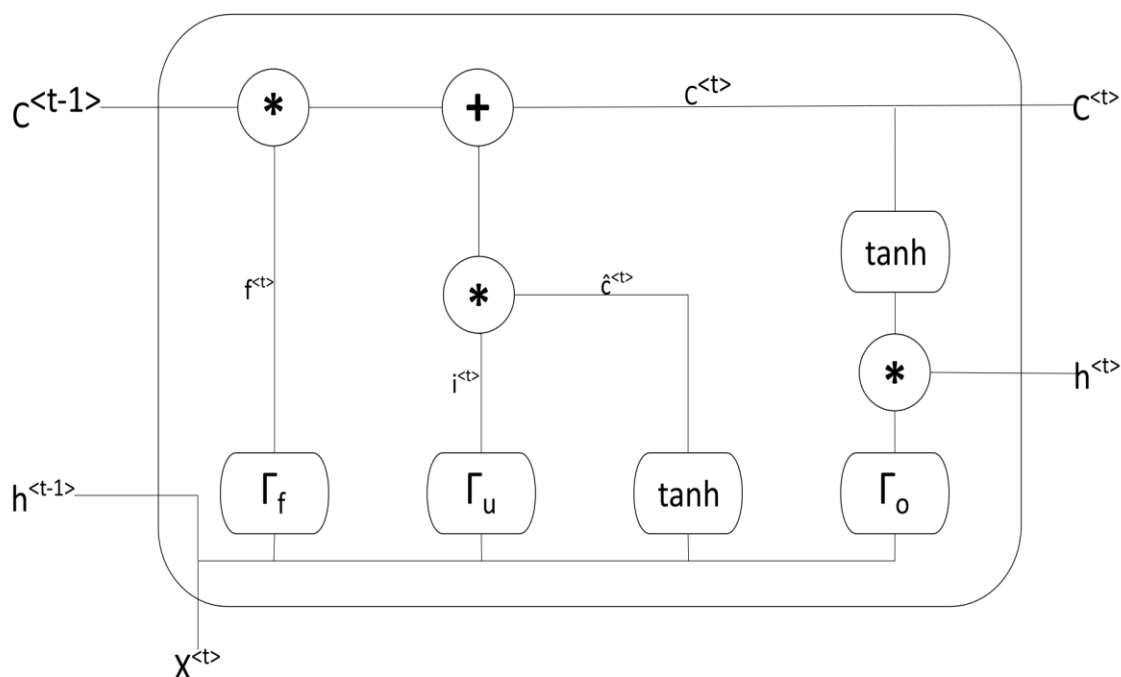 * + c<t>
C<t-1> C<t>
tanh
f<t> * ĉ<t>
i<t> * h<t>
h<t-1> Γf Γu tanh Γo
X<t>